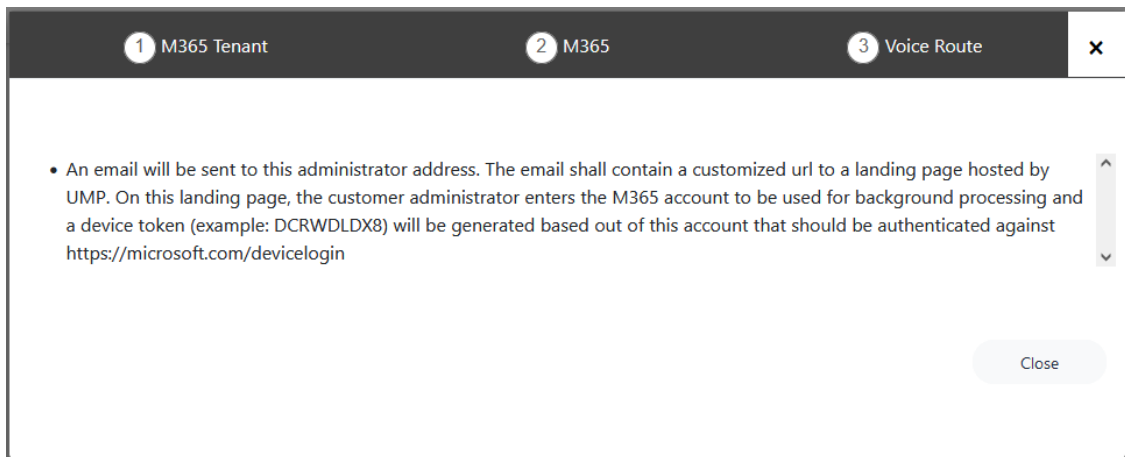 1 M365 Tenant 2 M365 3 Voice Route ×
• An email will be sent to this administrator address. The email shall contain a customized url to a landing page hosted by
UMP. On this landing page, the customer administrator enters the M365 account to be used for background processing and
a device token (example: DCRWDLDX8) will be generated based out of this account that should be authenticated against
https://microsoft.com/devicelogin
Close